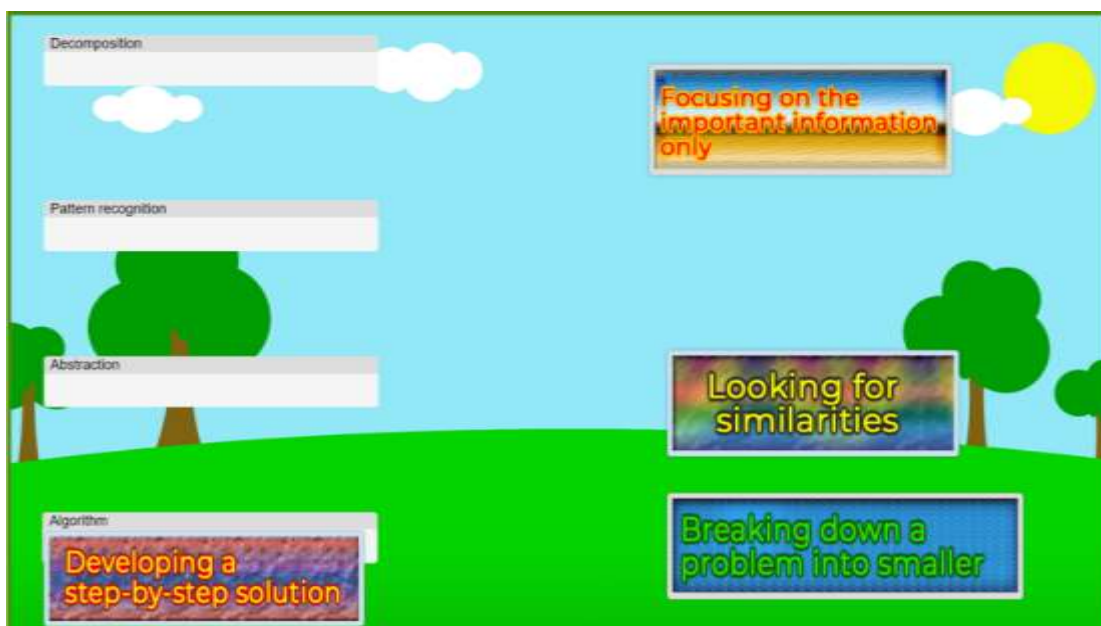 Decomposition
Focusing on the
important information
only
Pattern recognition
Abstraction
Looking for
similarities
Algorithm
Developing a
step-by-step solution
Breaking down a
problem into smaller